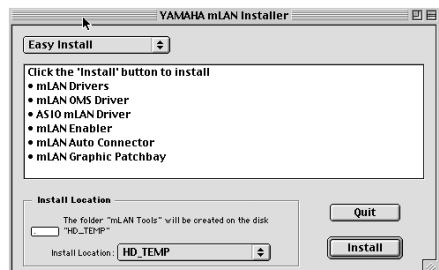 YAMAHA mLAN Installer
Easy Install
Click the 'Install' button to install
• mLAN Drivers
• mLAN OMS Driver
• ASIO mLAN Driver
• mLAN Enabler
• mLAN Auto Connector
• mLAN Graphic Patchbay
Install Location
The folder "mLAN Tools" will be created on the disk
"HD_TEMP"
Install Location: HD_TEMP
Quit
Install